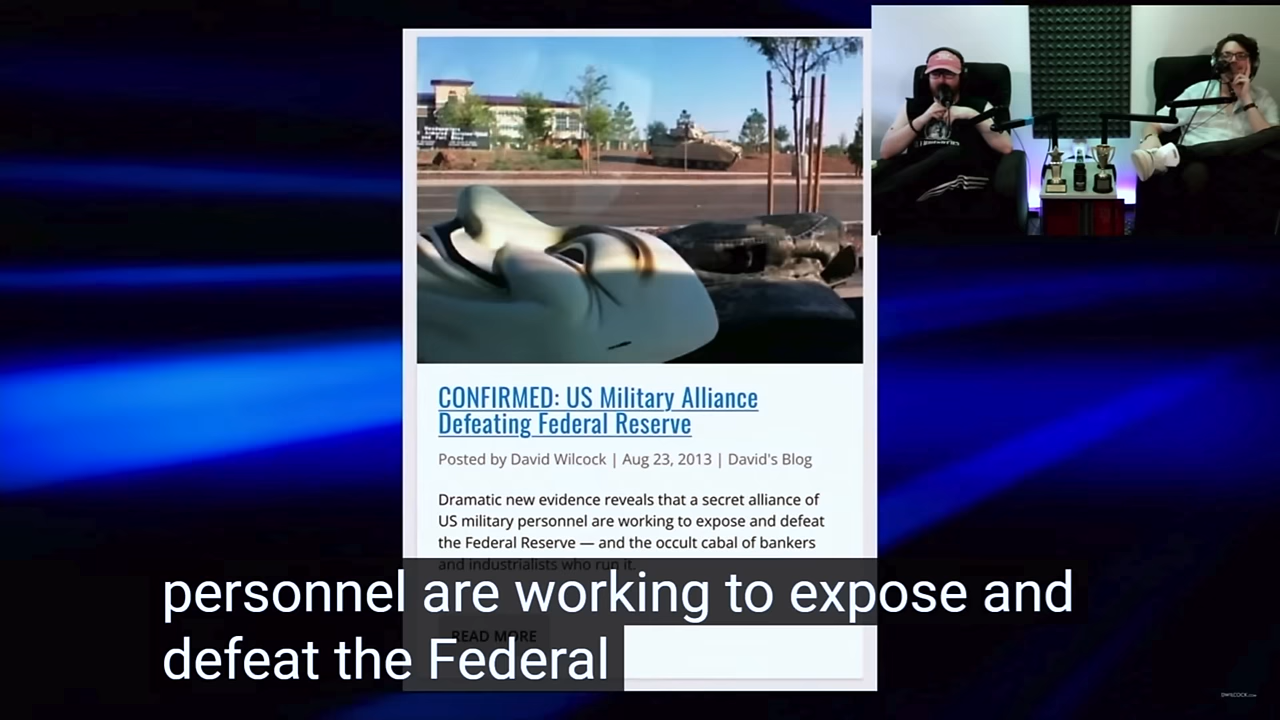 CONFIRMED: US Military Alliance
Defeating Federal Reserve
Posted by David Wilcock | Aug 23, 2013 | David's Blog
Dramatic new evidence reveals that a secret alliance of
US military personnel are working to expose and defeat
the Federal Reserve — and the occult cabal of bankers
and industrialists who run it.
READ MORE
personnel are working to expose and
defeat the Federal